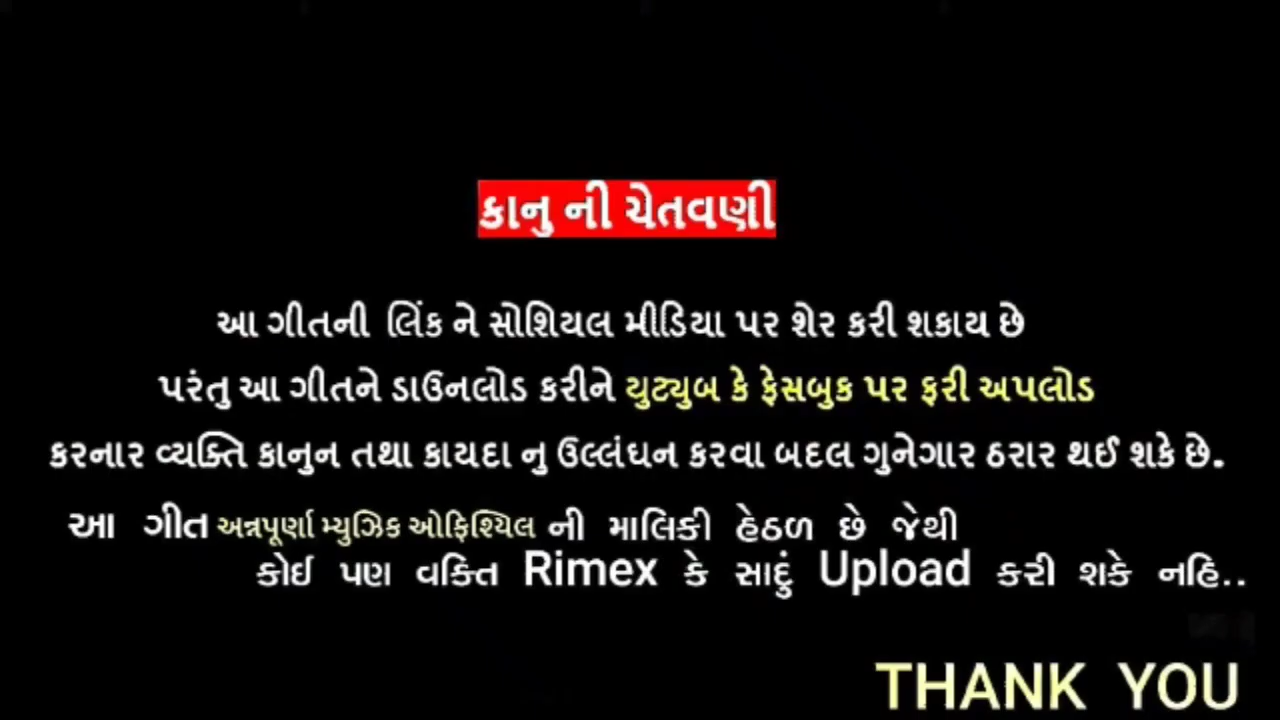 કાનુ ની ચેતવણી
આ ગીતની લિંક ને સોશિયલ મીડિયા પર શેર કરી શકાય છે
પરંતુ આ ગીતને ડાઉનલોડ કરીને યુટ્યુબ કે ફેસબુક પર ફરી અપલોડ
કરનાર વ્યક્તિ કાનુન તથા કાયદા નુ ઉલ્લંઘન કરવા બદલ ગુનેગાર ઠરાર થઈ શકે છે.
આ ગીત અન્નપૂર્ણા મ્યુઝિક ઓફિશ્યિલ ની માલિકી હેઠળ છે જેથી
કોઈ પણ વક્તિ Rimex કે સાદું Upload કરી શકે નહિ..
THANK YOU